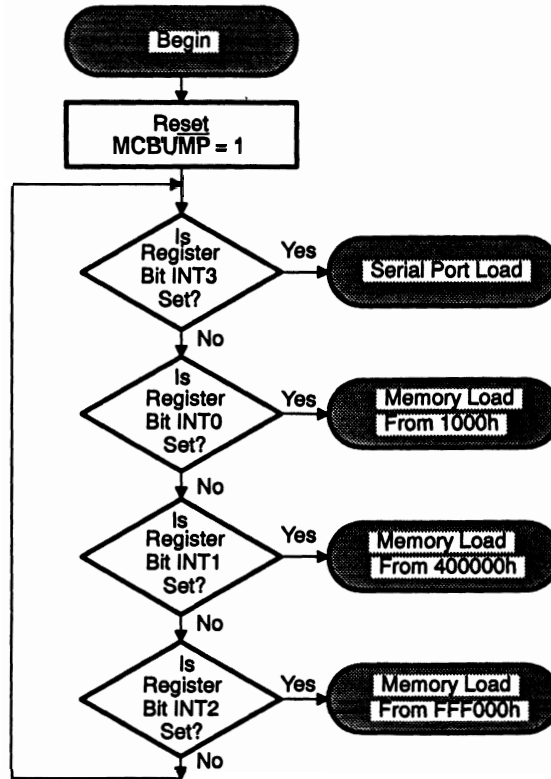 Begin
Reset
MCBUMP = 1
Is
Register
Bit INT3
Set?
Yes
Serial Port Load
No
Is
Register
Bit INT0
Set?
Yes
Memory Load
From 1000h
No
Is
Register
Bit INT1
Set?
Yes
Memory Load
From 400000h
No
Is
Register
Bit INT2
Set?
Yes
Memory Load
From FFF000h
No